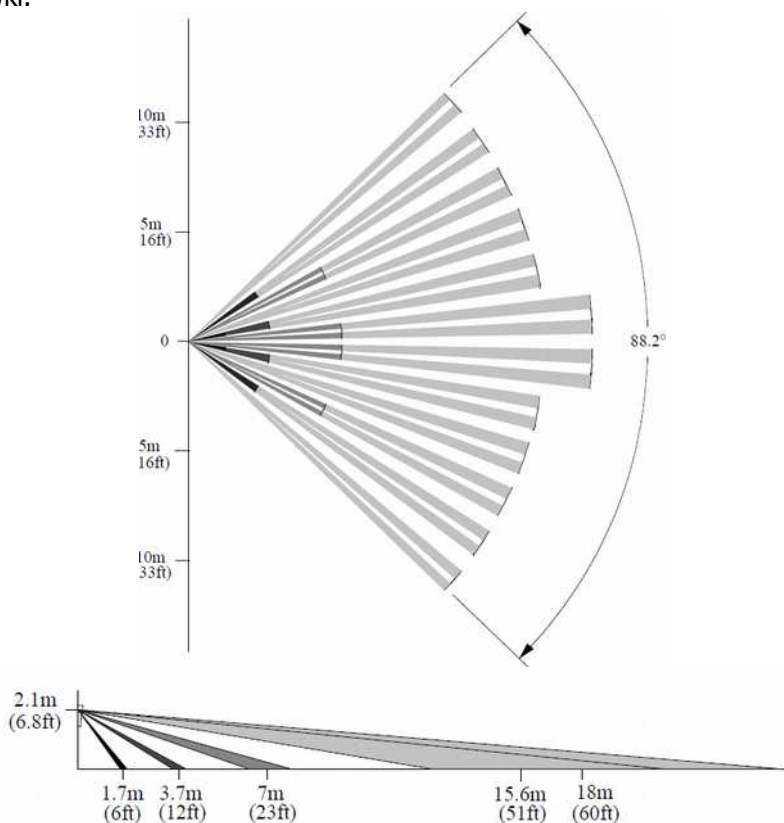 10m
33ft)
5m
16ft)
0
88.2°
5m
16ft)
10m
33ft)
2.1m
(6.8ft)
1.7m
(6ft)
3.7m
(12ft)
7m
(23ft)
15.6m
(51ft)
18m
(60ft)